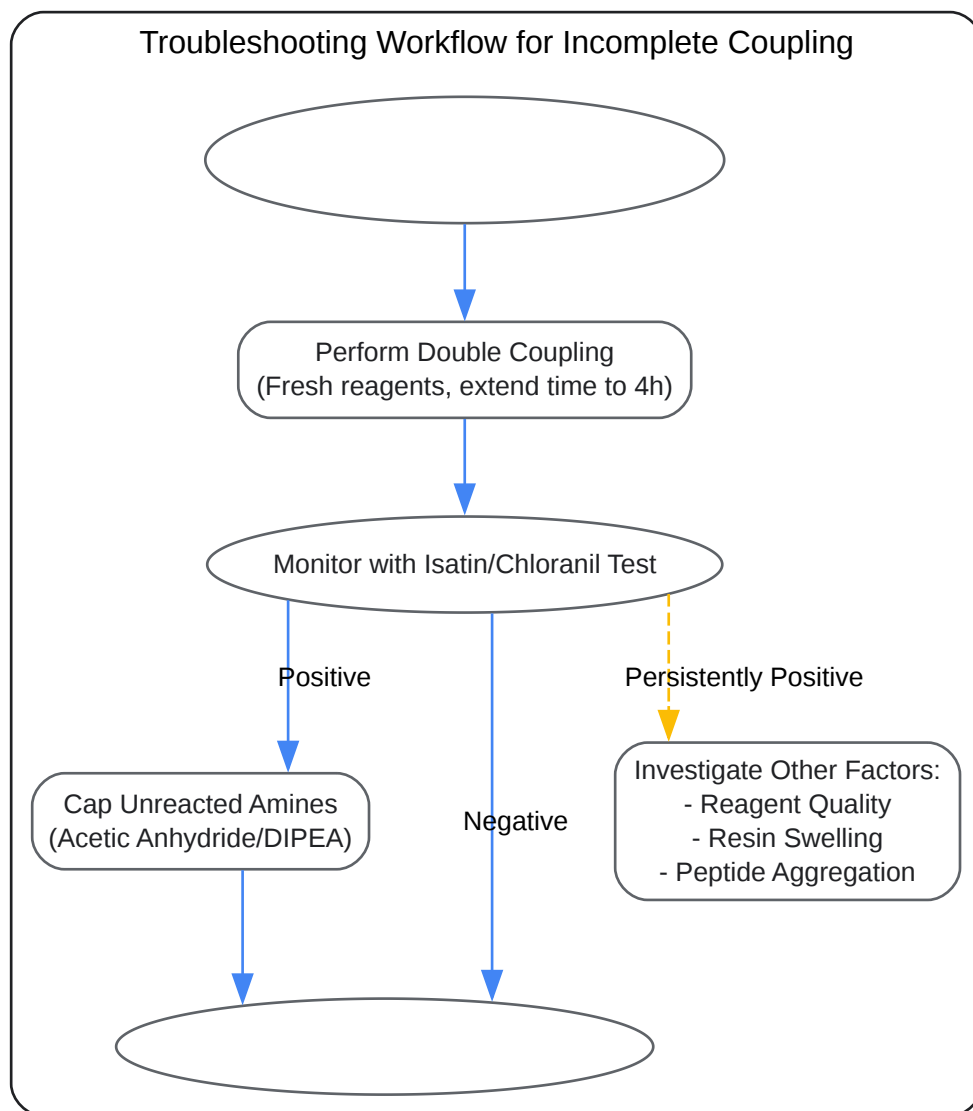 Troubleshooting Workflow for Incomplete Coupling
Perform Double Coupling
(Fresh reagents, extend time to 4h)
Monitor with Isatin/Chloranil Test
Positive
Persistently Positive
Cap Unreacted Amines
(Acetic Anhydride/DIPEA)
Negative
Investigate Other Factors:
- Reagent Quality
- Resin Swelling
- Peptide Aggregation